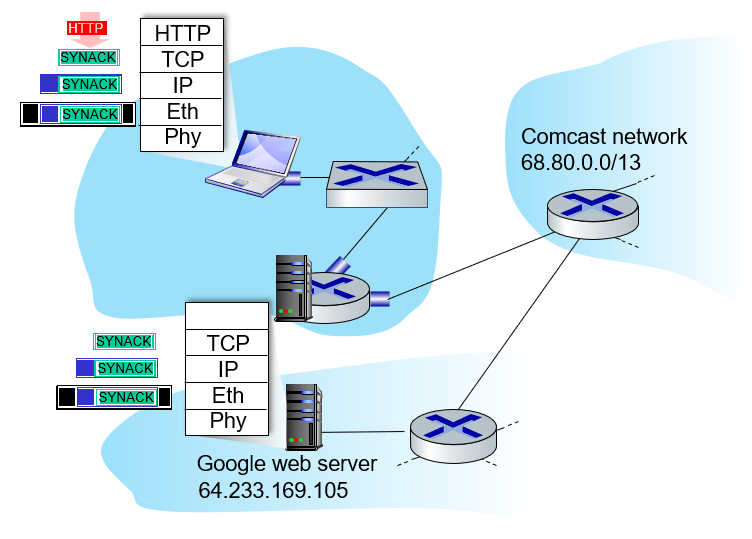 HTTP
SYNACK
SYNACK
SYNACK
HTTP
TCP
IP
Eth
Phy
Comcast network
68.80.0.0/13
SYNACK
SYNACK
SYNACK
TCP
IP
Eth
Phy
Google web server
64.233.169.105